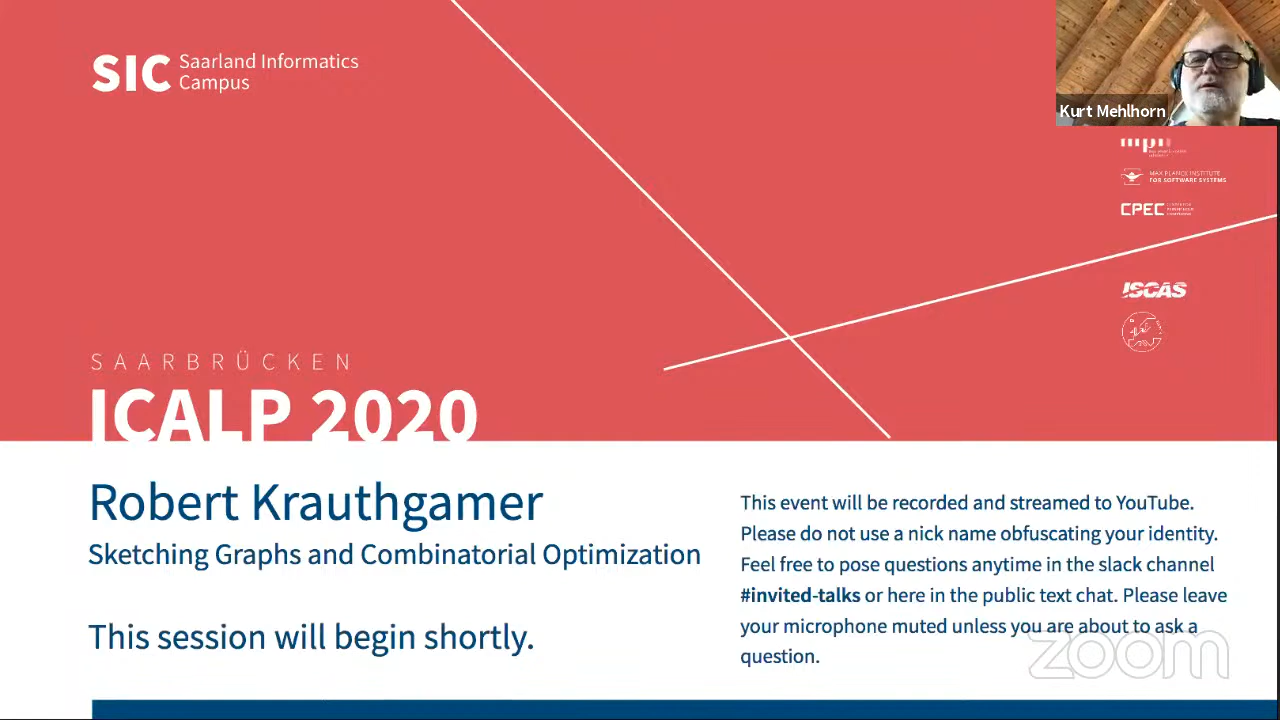 SIC Saarland Informatics
Campus
Kurt Mehlhorn
MAX PLANCK INSTITUTE
FOR SOFTWARE SYSTEMS
CPEC
ISCAS
SAARBRÜCKEN
ICALP 2020
Robert Krauthgamer
Sketching Graphs and Combinatorial Optimization
This session will begin shortly.
This event will be recorded and streamed to YouTube.
Please do not use a nick name obfuscating your identity.
Feel free to pose questions anytime in the slack channel
#invited-talks or here in the public text chat. Please leave
your microphone muted unless you are about to ask a
question.
zoom